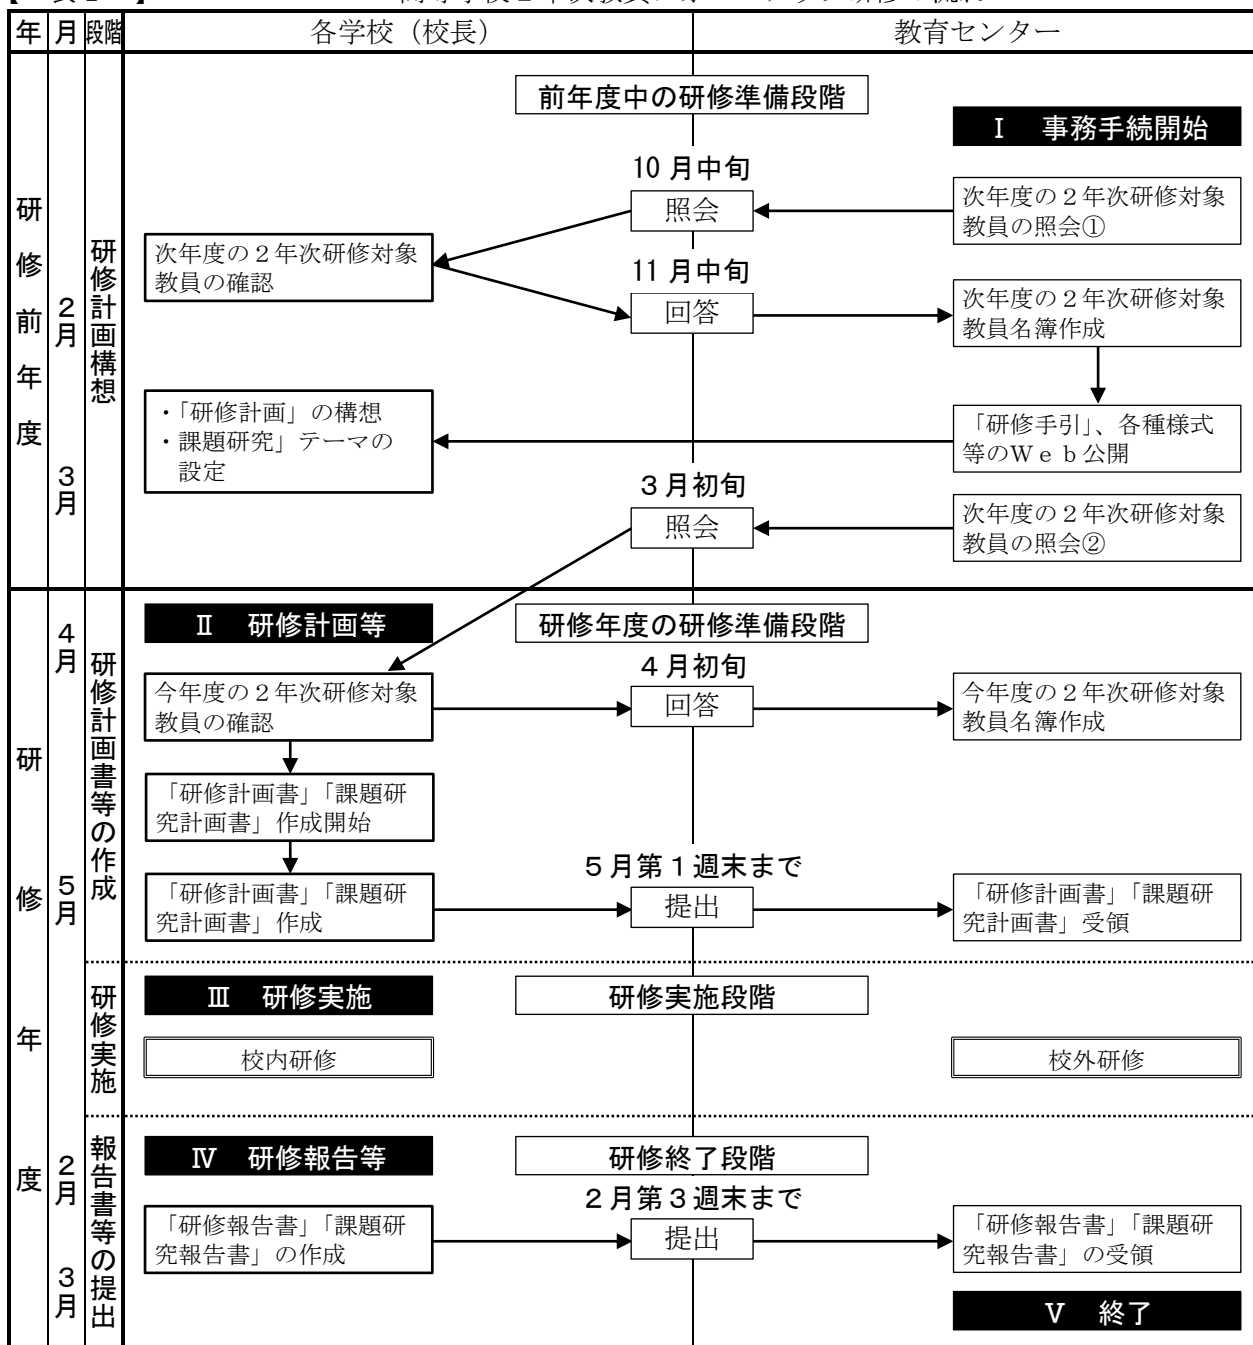 年 月 段階 各学校（校長） 教育センター
前年度中の研修準備段階
Ⅰ 事務手続開始
研修前年度
2月
3月
研修計画構想
10月中旬
照会
次年度の２年次研修対象
教員の照会①
次年度の２年次研修対象
教員の確認
11月中旬
回答
次年度の２年次研修対象
教員名簿作成
・「研修計画」の構想
・課題研究」テーマの
設定
「研修手引」、各種様式
等のＷｅｂ公開
３月初旬
照会
次年度の２年次研修対象
教員の照会②
研修年度
4月
5月
研修計画書等の作成
Ⅱ 研修計画等
研修年度の研修準備段階
４月初旬
今年度の２年次研修対象
教員の確認
回答
今年度の２年次研修対象
教員名簿作成
「研修計画書」「課題研
究計画書」作成開始
５月第１週末まで
「研修計画書」「課題研
究計画書」作成
提出
「研修計画書」「課題研
究計画書」受領
研修実施
Ⅲ 研修実施
研修実施段階
校内研修
校外研修
2月
3月
報告書等の提出
Ⅳ 研修報告等
研修終了段階
２月第３週末まで
「研修報告書」「課題研
究報告書」の作成
提出
「研修報告書」「課題研
究報告書」の受領
Ⅴ 終了